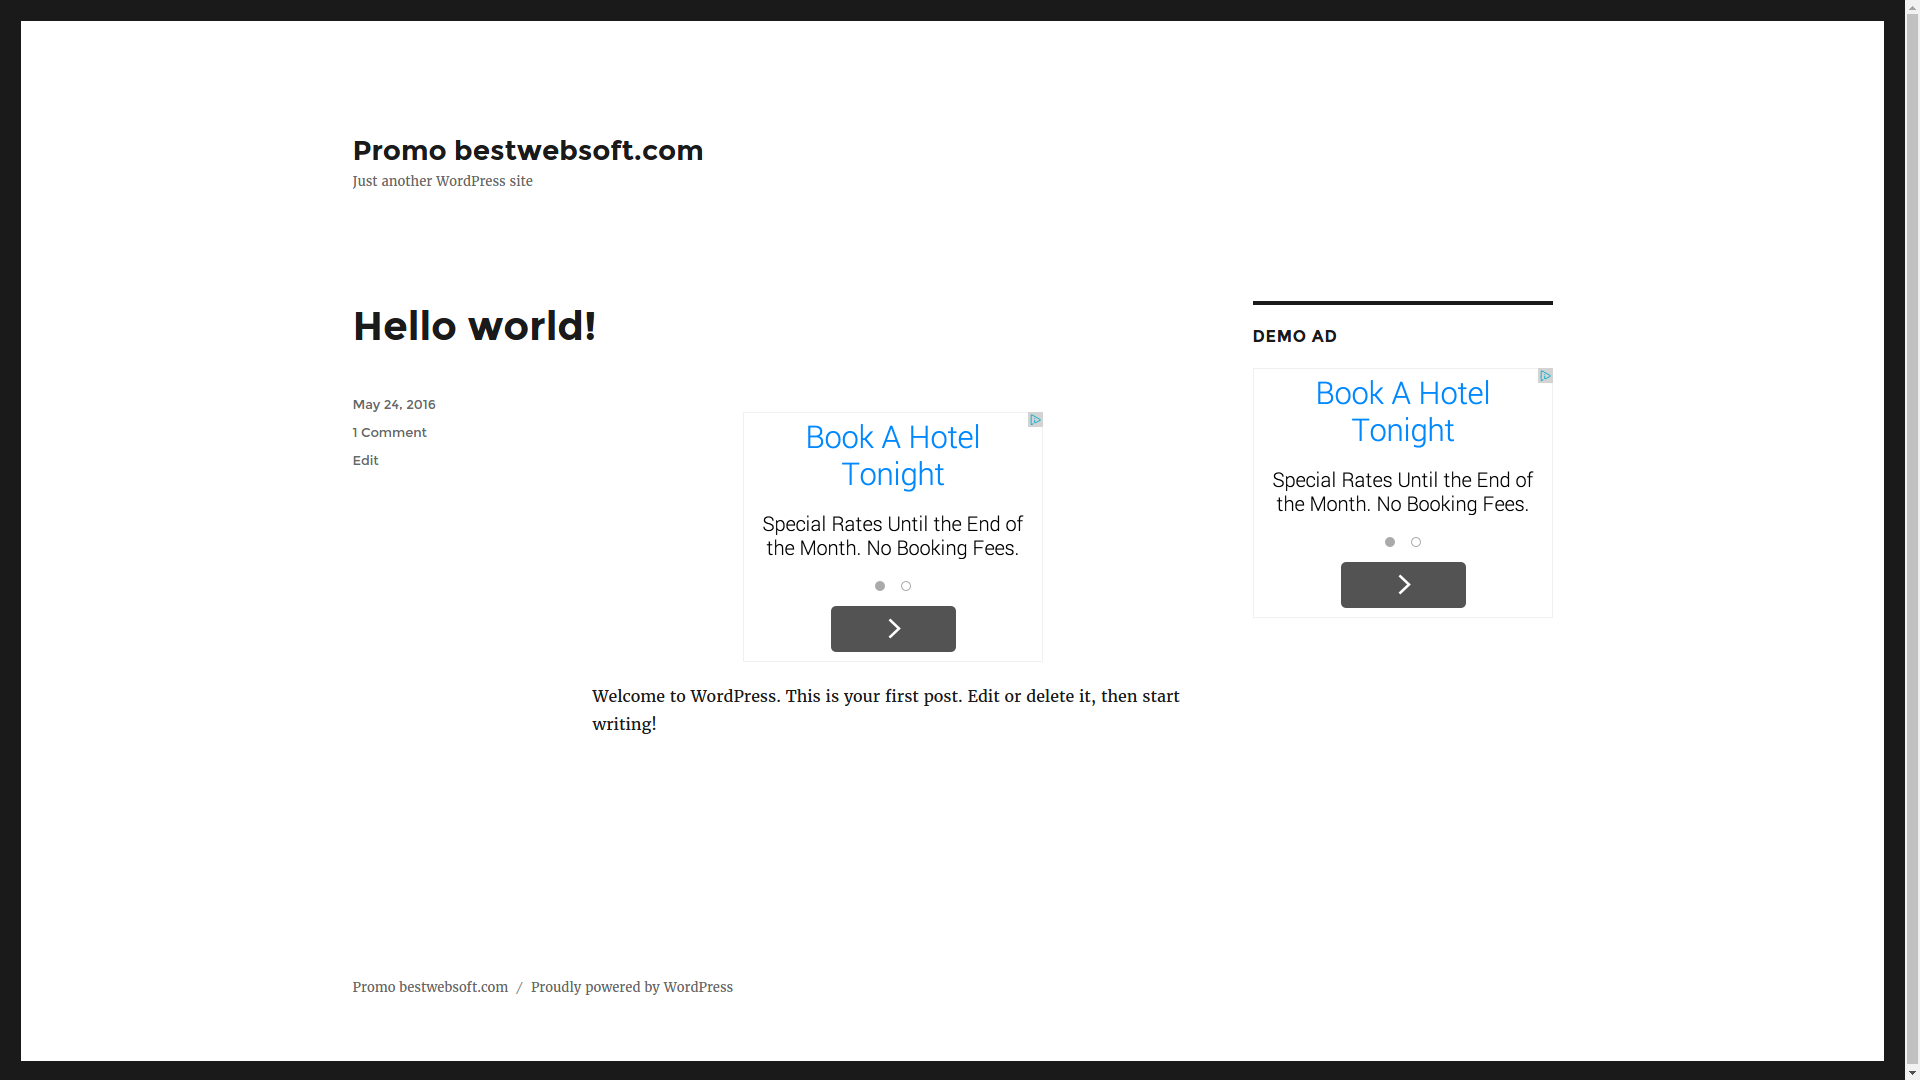 Promo bestwebsoft.com
Just another WordPress site
Hello world!
May 24, 2016
1 Comment
Edit
Book A Hotel
Tonight
Special Rates Until the End of
the Month. No Booking Fees.
Welcome to WordPress. This is your first post. Edit or delete it, then start
writing!
DEMO AD
Book A Hotel
Tonight
Special Rates Until the End of
the Month. No Booking Fees.
Promo bestwebsoft.com / Proudly powered by WordPress